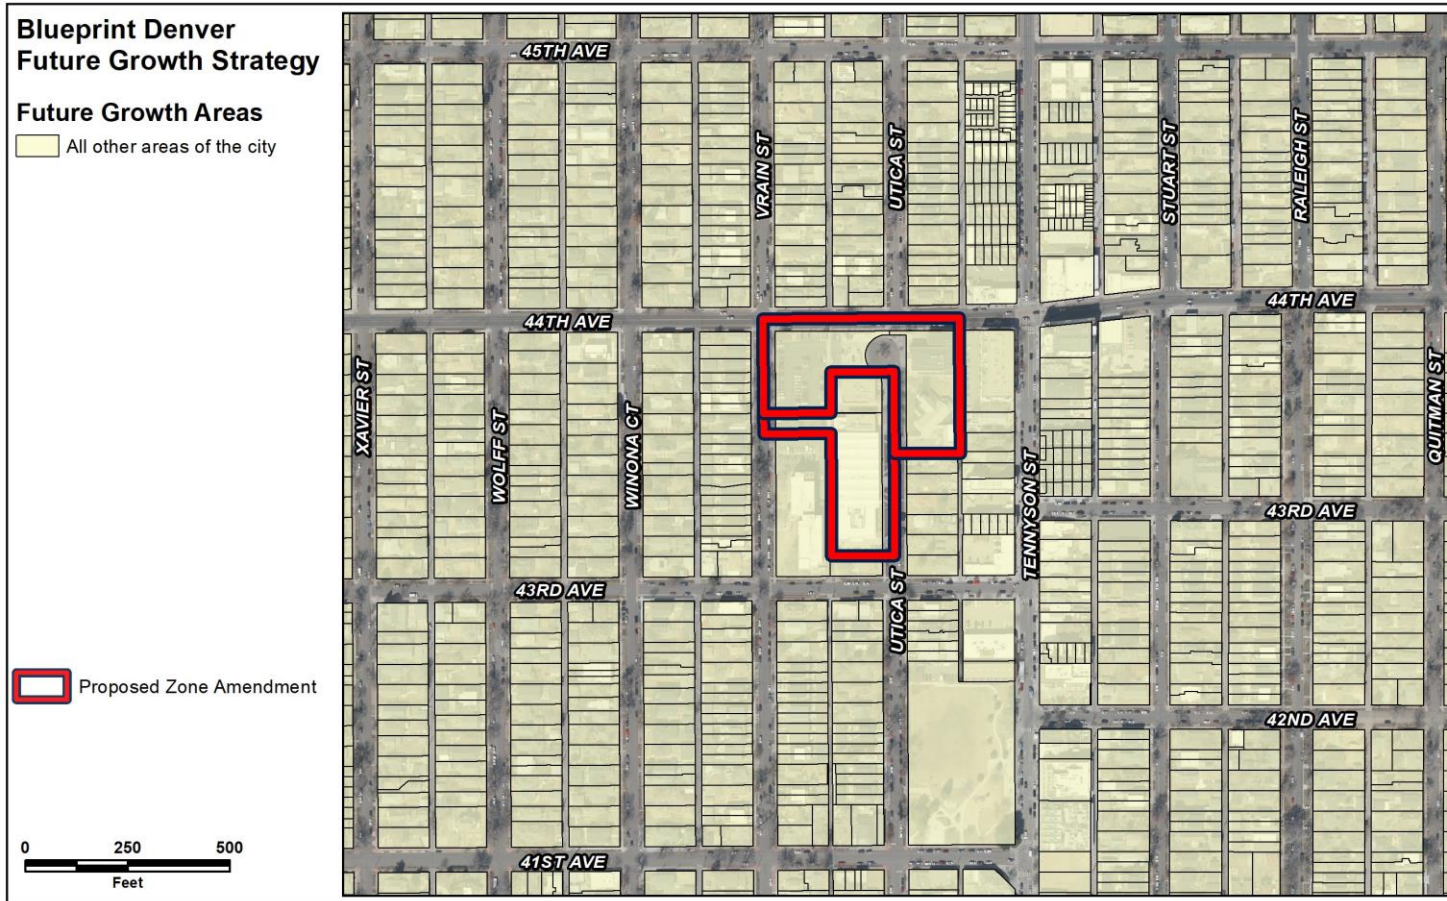 Blueprint Denver
Future Growth Strategy
Future Growth Areas
All other areas of the city
Proposed Zone Amendment
0 250 500
Feet
45TH AVE
VRAIN ST
UTICA ST
STUART ST
RALEIGH ST
44TH AVE
44TH AVE
XAVIER ST
WOLFF ST
WINONA CT
TENNYSON ST
QUITMAN ST
43RD AVE
43RD AVE
UTICA ST
42ND AVE
41ST AVE